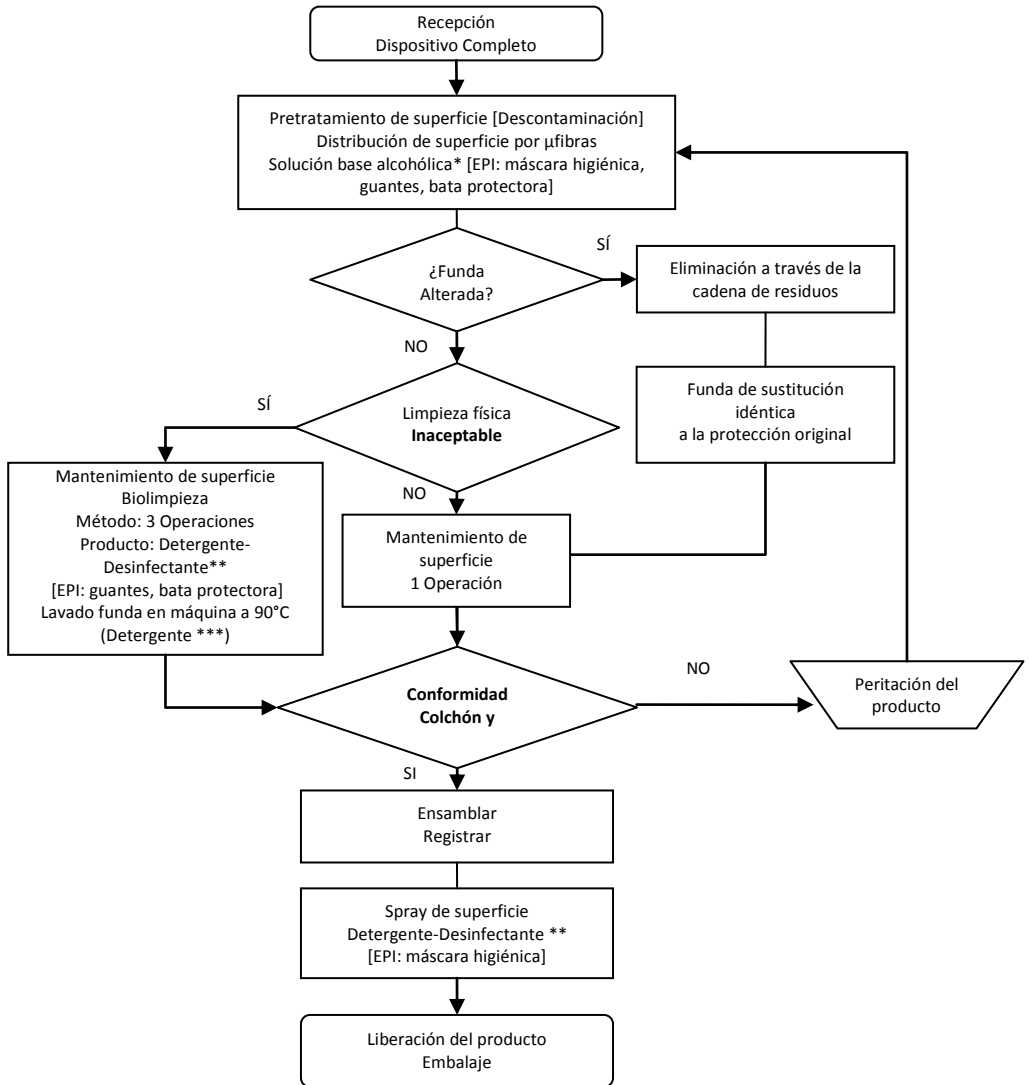 Recepción
Dispositivo Completo
Pretratamiento de superficie [Descontaminación]
Distribución de superficie por µfibras
Solución base alcohólica* [EPI: máscara higiénica,
guantes, bata protectora]
SÍ
¿Funda
Alterada?
Eliminación a través de la
cadena de residuos
NO
Funda de sustitución
idéntica
a la protección original
SÍ
Limpieza física
Inaceptable
NO
Mantenimiento de superficie
Biolimpieza
Método: 3 Operaciones
Producto: Detergente-
Desinfectante**
[EPI: guantes, bata protectora]
Lavado funda en máquina a 90°C
(Detergente ***)
Mantenimiento de
superficie
1 Operación
Conformidad
Colchón y
NO
Peritación del
producto
SI
Ensamblar
Registrar
Spray de superficie
Detergente-Desinfectante **
[EPI: máscara higiénica]
Liberación del producto
Embalaje